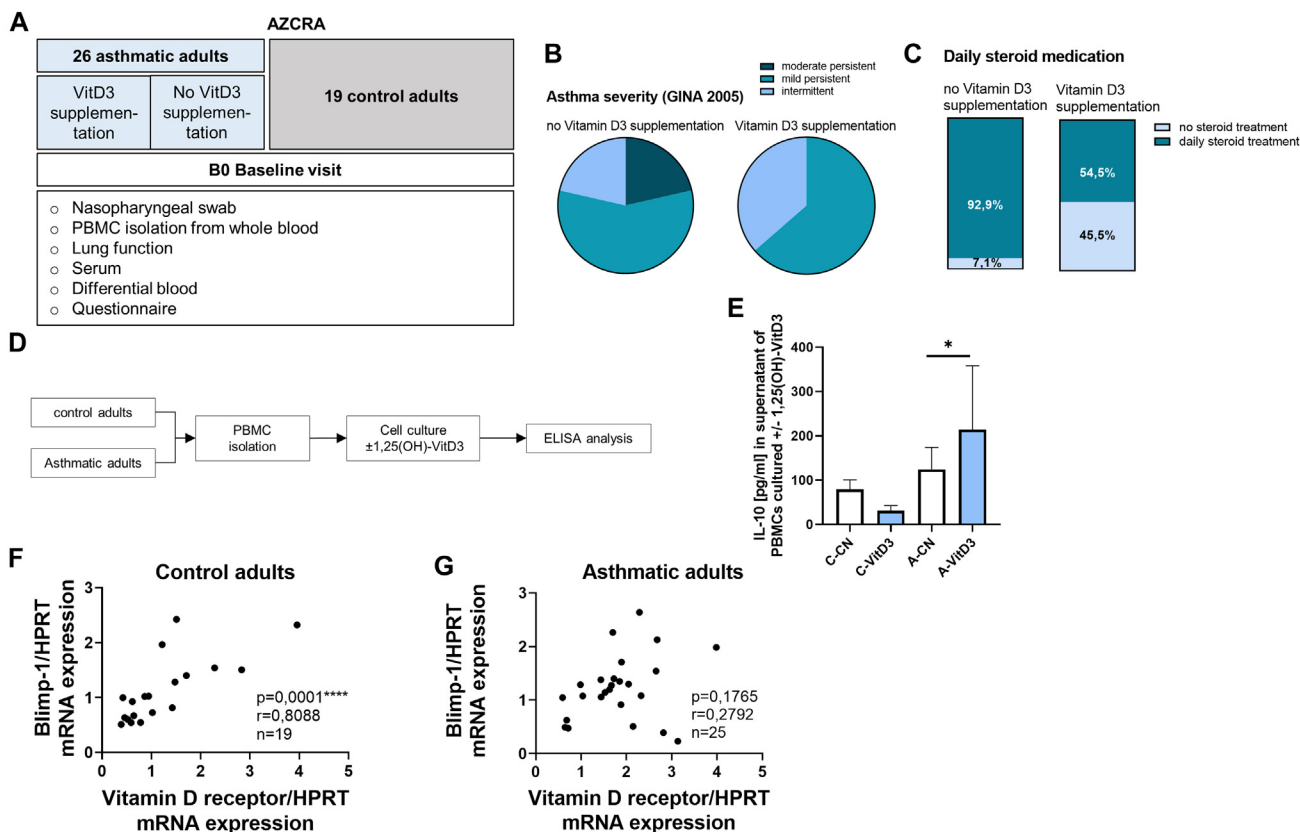 A
AZCRA
26 asthmatic adults
VitD3
supplemen-
tation
No VitD3
supplemen-
tation
19 control adults
B0 Baseline visit
○ Nasopharyngeal swab
○ PBMC isolation from whole blood
○ Lung function
○ Serum
○ Differential blood
○ Questionnaire
B
moderate persistent
mild persistent
intermittent
Asthma severity (GINA 2005)
no Vitamin D3 supplementation
Vitamin D3 supplementation
C
Daily steroid medication
no Vitamin D3
supplementation
Vitamin D3
supplementation
no steroid treatment
daily steroid treatment
92,9%
7,1%
54,5%
45,5%
D
control adults
Asthmatic adults
PBMC
isolation
Cell culture
±1,25(OH)-VitD3
ELISA analysis
E
IL-10 [pg/ml] in supernatant of
PBMCs cultured +/- 1,25(OH)-VitD3
400
300
200
100
0
*
C-CN
C-VitD3
A-CN
A-VitD3
F
Control adults
Blimp-1/HPRT
mRNA expression
3
2
1
0
p=0,0001****
r=0,8088
n=19
0 1 2 3 4 5
Vitamin D receptor/HPRT
mRNA expression
G
Asthmatic adults
Blimp-1/HPRT
mRNA expression
3
2
1
0
p=0,1765
r=0,2792
n=25
0 1 2 3 4 5
Vitamin D receptor/HPRT
mRNA expression